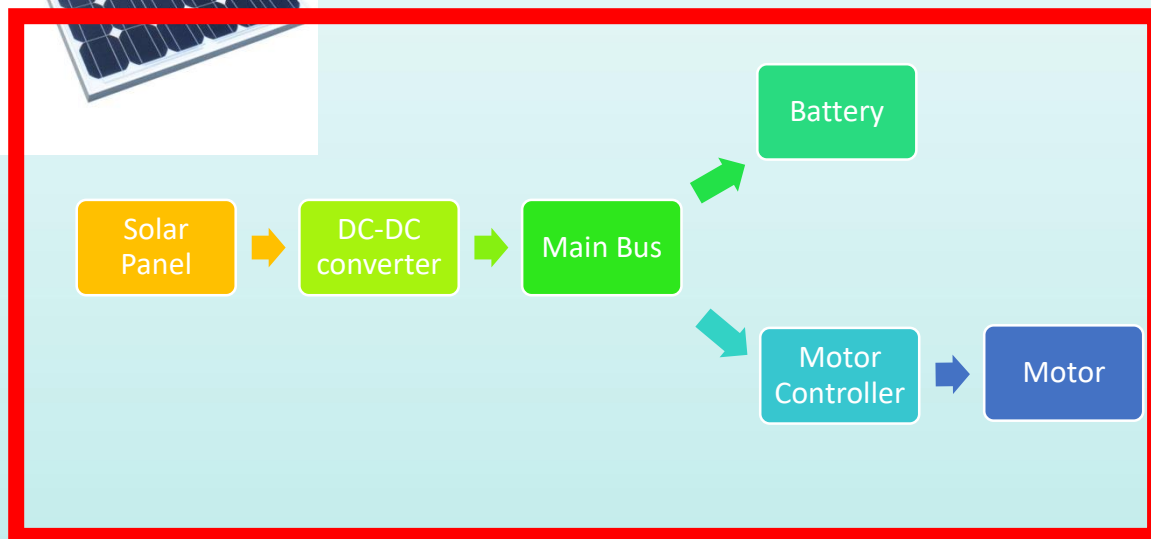 Battery
Solar
Panel
DC-DC
converter
Main Bus
Motor
Controller
Motor